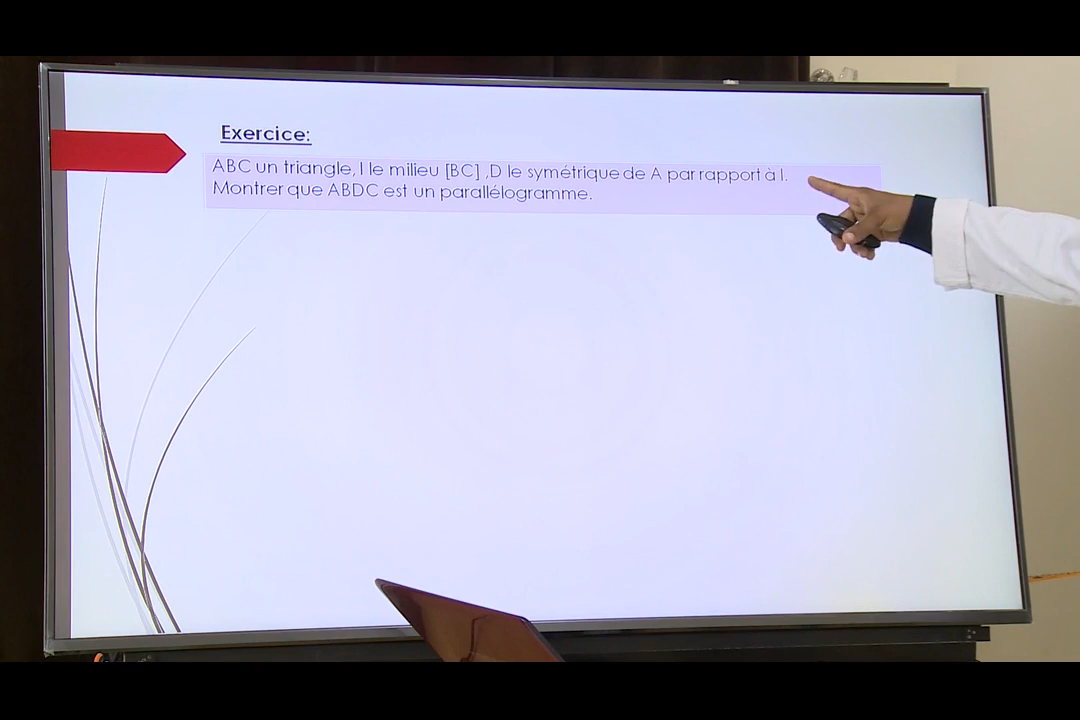 Exercice:
ABC un triangle, I le milieu [BC] ,D le symétrique de A par rapport à I.
Montrer que ABDC est un parallélogramme.